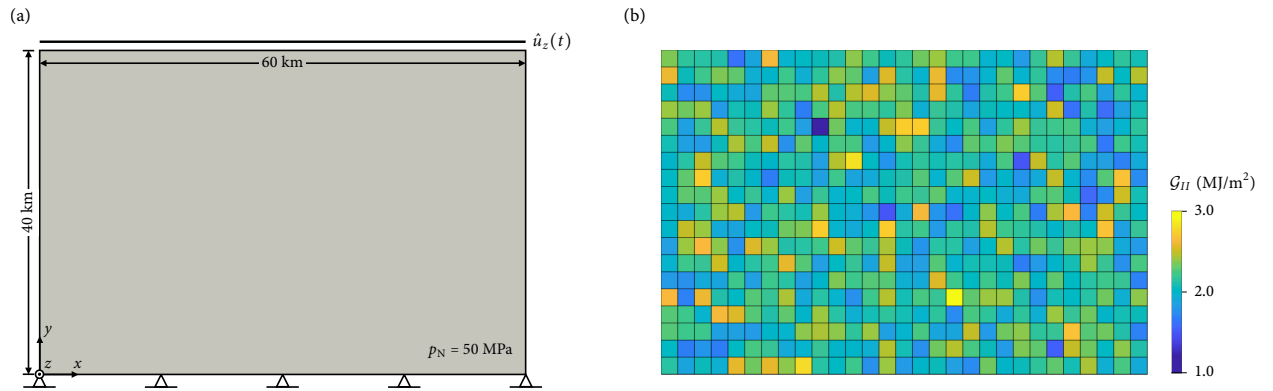 (a)
û_z(t)
60 km
40 km
y
z
x
p_N = 50 MPa
(b)
𝒢_II (MJ/m²)
3.0
2.0
1.0